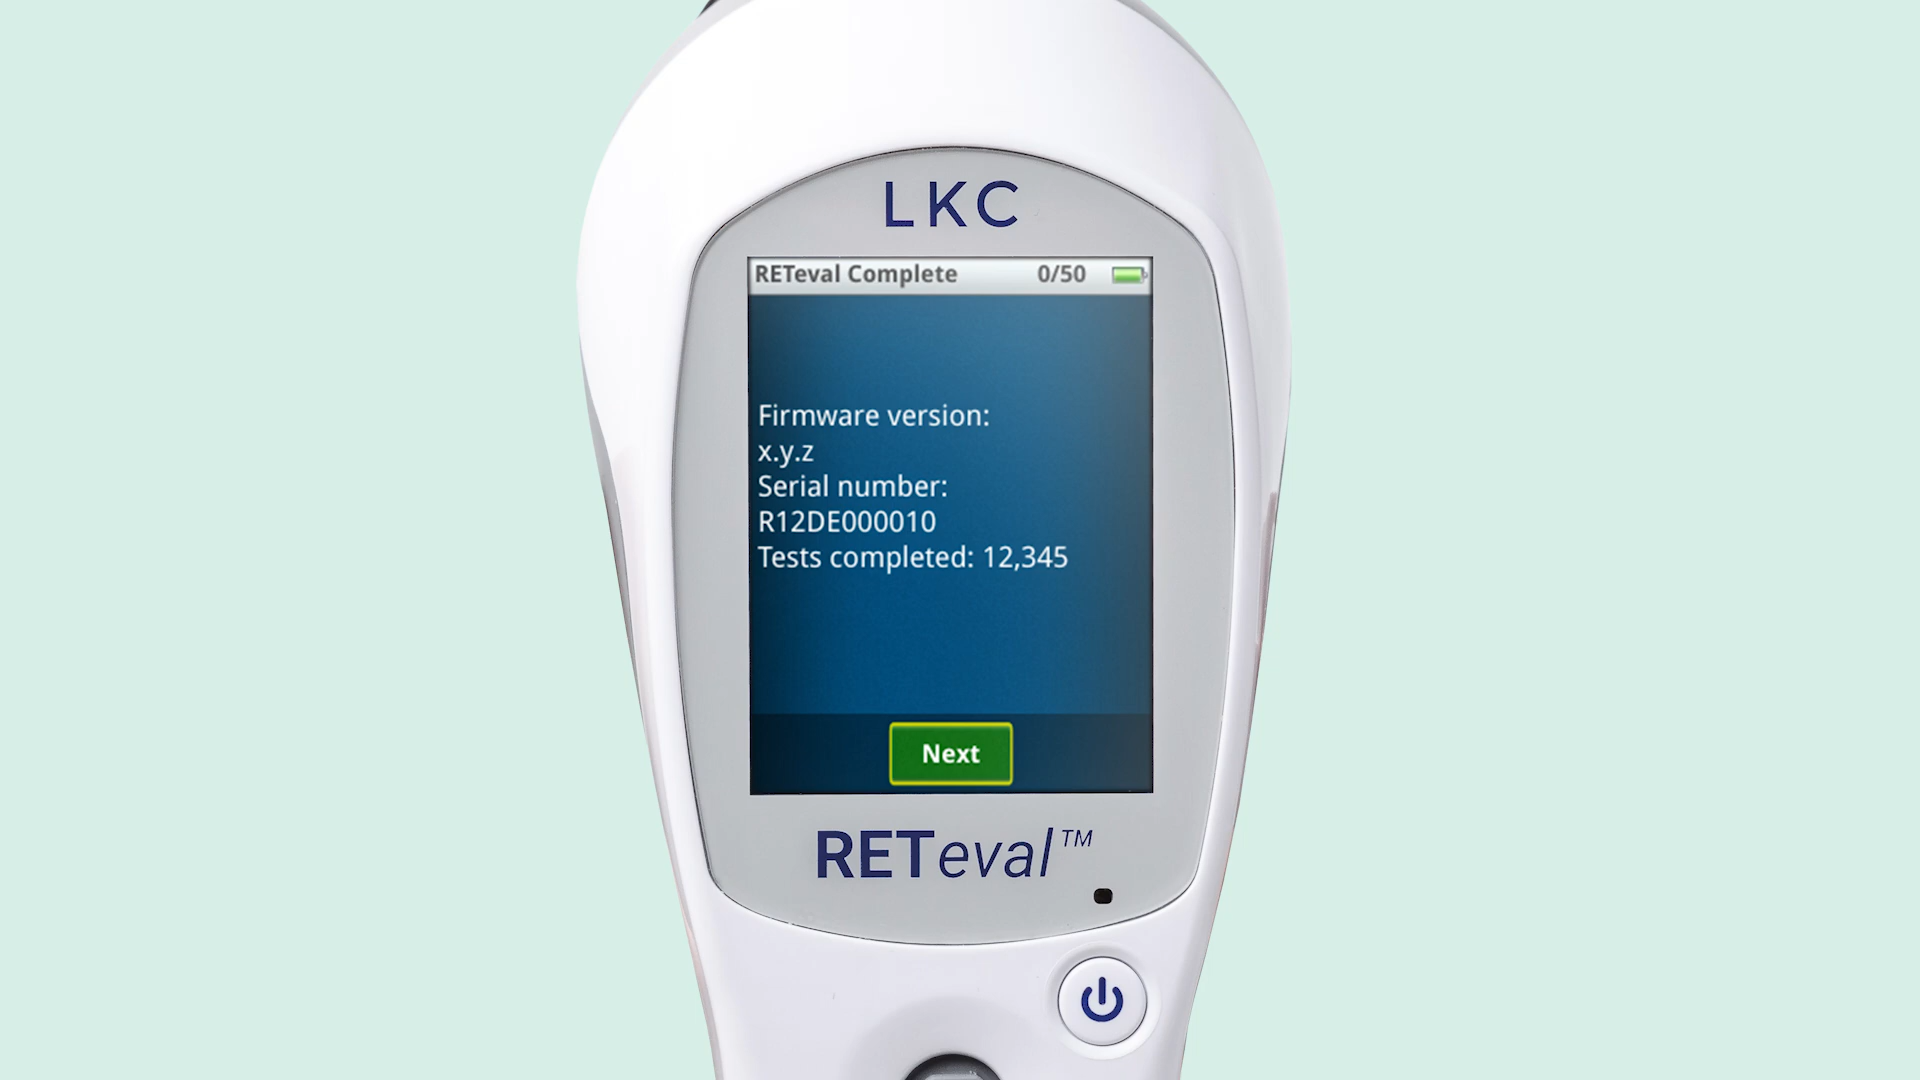 LKC
RETeval Complete 0/50
Firmware version:
x.y.z
Serial number:
R12DE000010
Tests completed: 12,345
Next
RETeval™